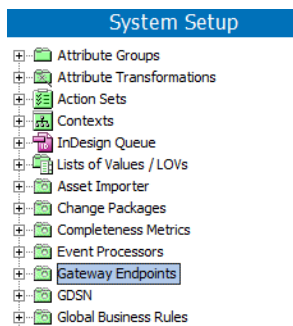 System Setup
Attribute Groups
Attribute Transformations
Action Sets
Contexts
InDesign Queue
Lists of Values / LOVs
Asset Importer
Change Packages
Completeness Metrics
Event Processors
Gateway Endpoints
GDSN
Global Business Rules